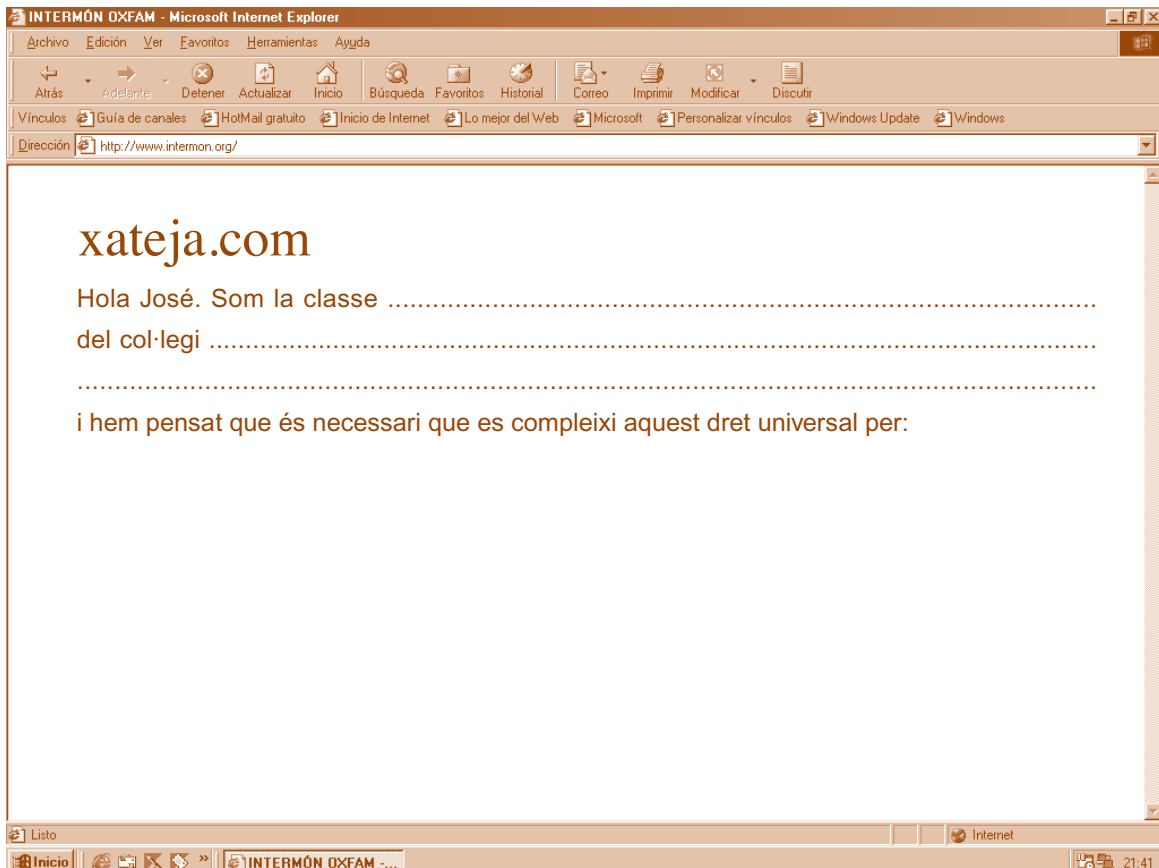 INTERMÓN OXFAM - Microsoft Internet Explorer
Archivo Edición Ver Favoritos Herramientas Ayuda
Atrás Adelante Detener Actualizar Inicio Búsqueda Favoritos Historial Correo Imprimir Modificar Discutir
Vínculos Guía de canales HotMail gratuito Inicio de Internet Lo mejor del Web Microsoft Personalizar vínculos Windows Update Windows
Dirección http://www.intermon.org/
xateja.com
Hola José. Som la classe ...............................................................................................
del col·legi .......................................................................................................................
.........................................................................................................................................
i hem pensat que és necessari que es compleixi aquest dret universal per:
Listo Internet
Inicio » INTERMÓN OXFAM -... 21:41